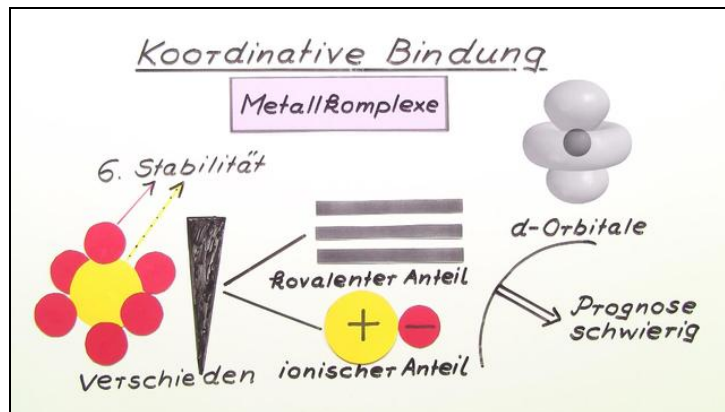 Koordinative Bindung
Metallkomplexe
6. Stabilität
d-Orbitale
kovalenter Anteil
+
−
Prognose
schwierig
verschieden
ionischer Anteil